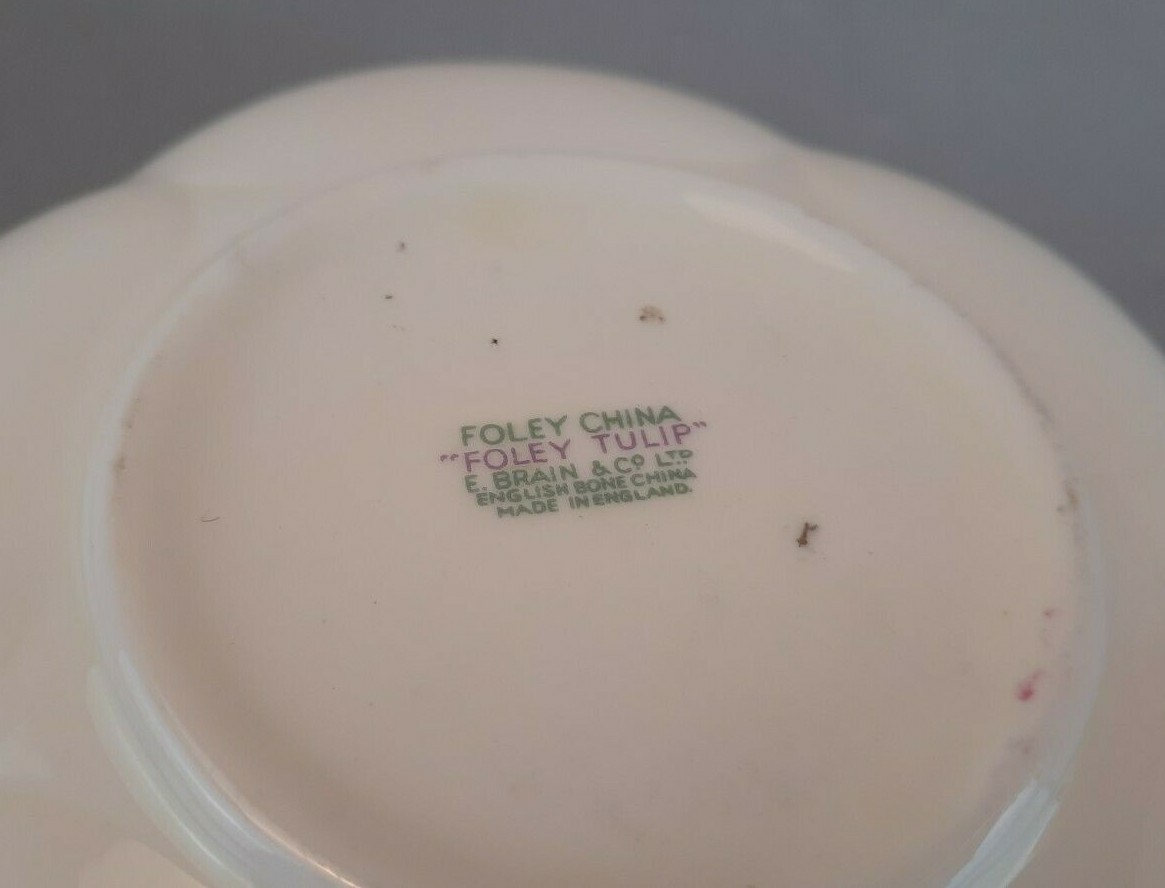 FOLEY CHINA
"FOLEY TULIP"
E. BRAIN & Co LTD.
ENGLISH BONE CHINA
MADE IN ENGLAND.